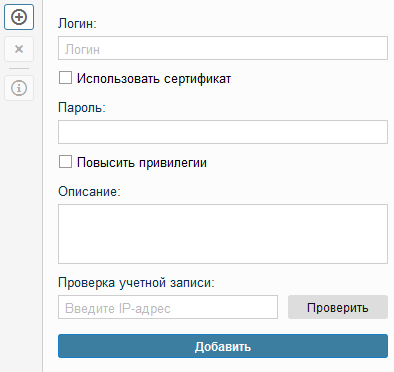 Логин:
Логин
Использовать сертификат
Пароль:
Повысить привилегии
Описание:
Проверка учетной записи:
Введите IP-адрес Проверить
Добавить